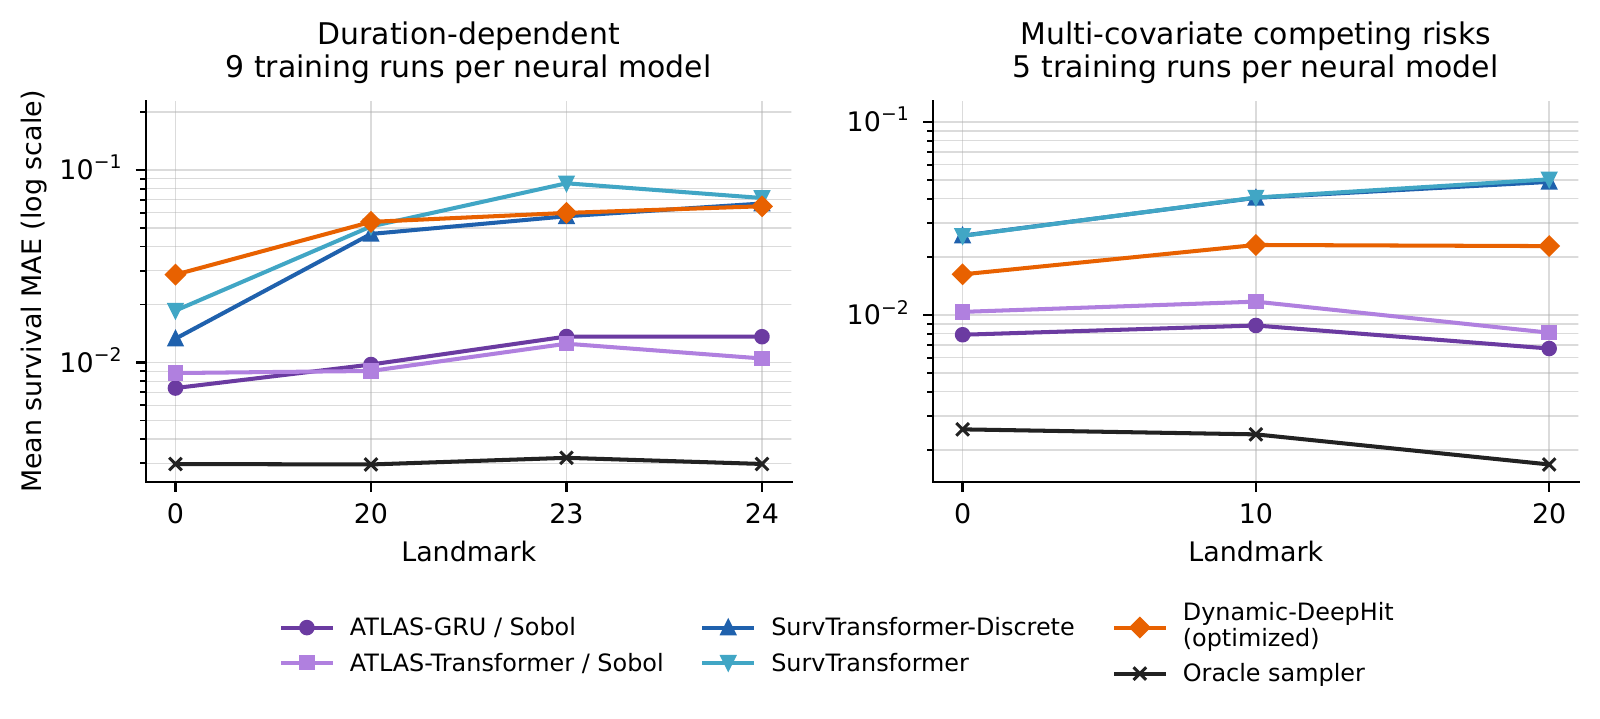 Duration-dependent
9 training runs per neural model
Mean survival MAE (log scale)
10⁻¹
10⁻²
0
20
23
24
Landmark
Multi-covariate competing risks
5 training runs per neural model
10⁻¹
10⁻²
0
10
20
Landmark
ATLAS-GRU / Sobol
ATLAS-Transformer / Sobol
SurvTransformer-Discrete
SurvTransformer
Dynamic-DeepHit
(optimized)
Oracle sampler